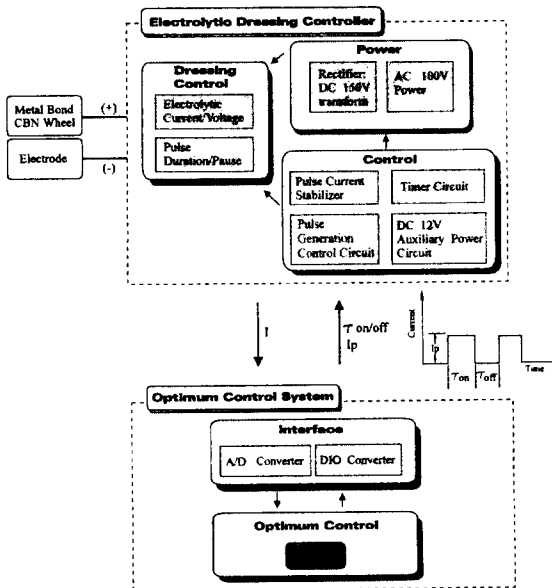 Electrolytic Dressing Controller
Power
Rectifier:
DC 150V
transform
AC 100V
Power
Dressing
Control
Electrolytic
Current/Voltage
Pulse
Duration/Pause
Metal Bond
CBN Wheel
(+)
Electrode
(-)
Control
Pulse Current
Stabilizer
Timer Circuit
Pulse
Generation
Control Circuit
DC 12V
Auxiliary Power
Circuit
I
τ on/off
Ip
Current
Ip
τon
τoff
Time
Optimum Control System
Interface
A/D Converter
DIO Converter
Optimum Control